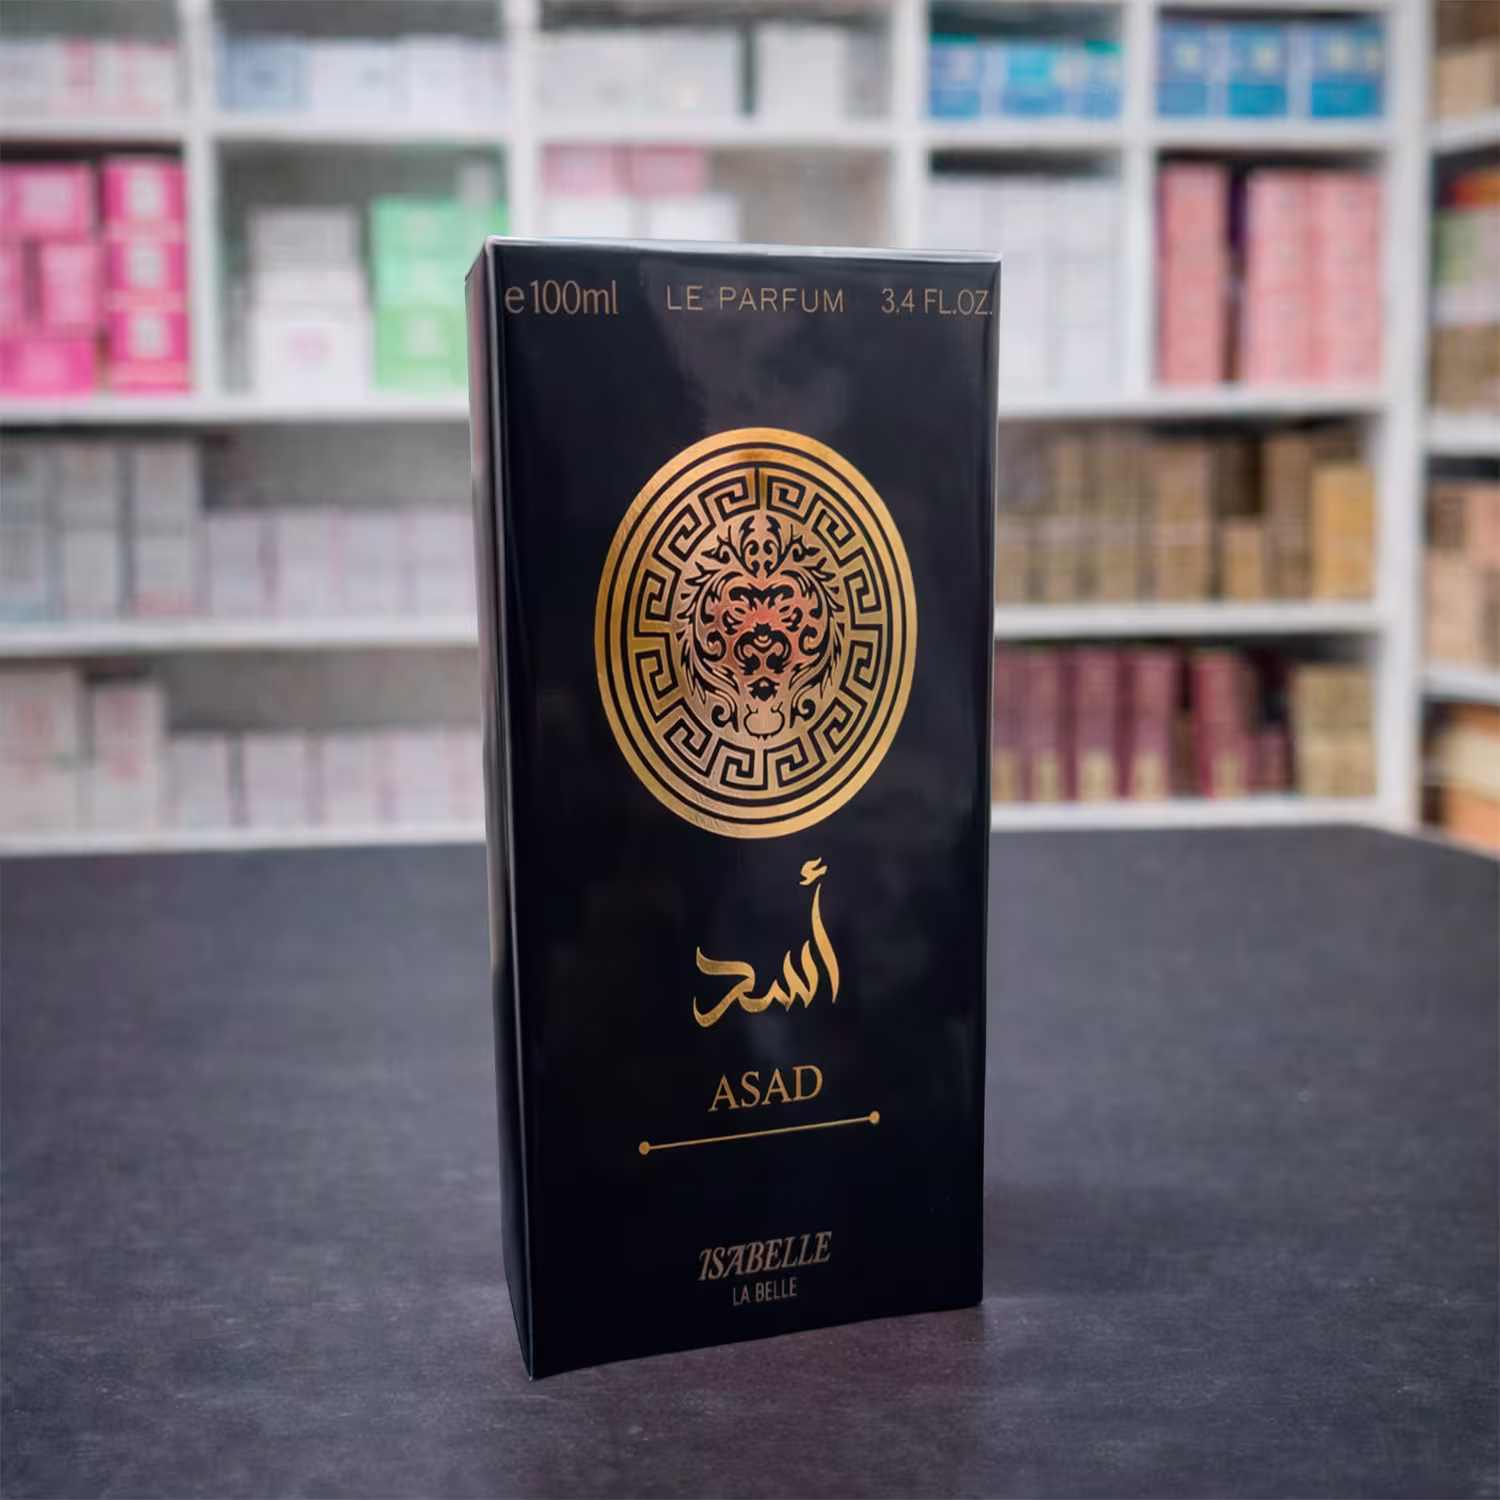 e100ml LE PARFUM 3.4 FL.OZ.
أسد
ASAD
ISABELLE
LA BELLE